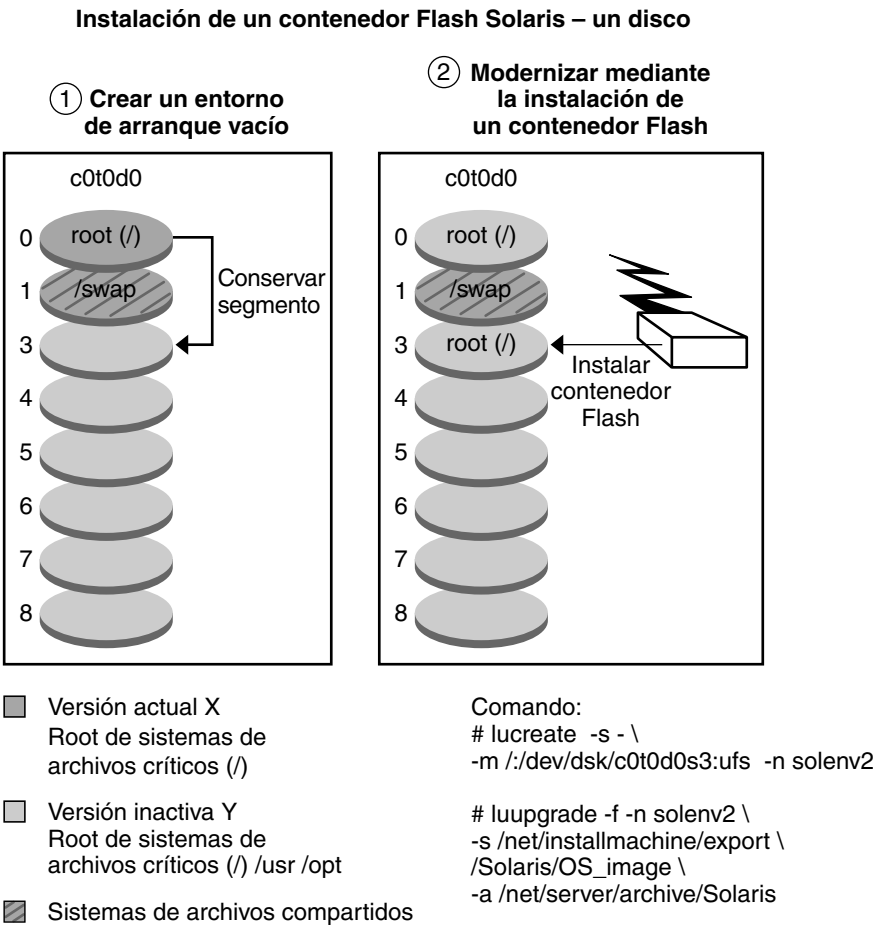 Instalación de un contenedor Flash Solaris – un disco
1 Crear un entorno
de arranque vacío
c0t0d0
0 root (/)
1 /swap
Conservar
segmento
3
4
5
6
7
8
2 Modernizar mediante
la instalación de
un contenedor Flash
c0t0d0
0 root (/)
1 /swap
3 root (/)
Instalar
contenedor
Flash
4
5
6
7
8
Versión actual X
Root de sistemas de
archivos críticos (/)
Versión inactiva Y
Root de sistemas de
archivos críticos (/) /usr /opt
Sistemas de archivos compartidos
Comando:
# lucreate -s - \
-m /:/dev/dsk/c0t0d0s3:ufs -n solenv2
# luupgrade -f -n solenv2 \
-s /net/installmachine/export \
/Solaris/OS_image \
-a /net/server/archive/Solaris